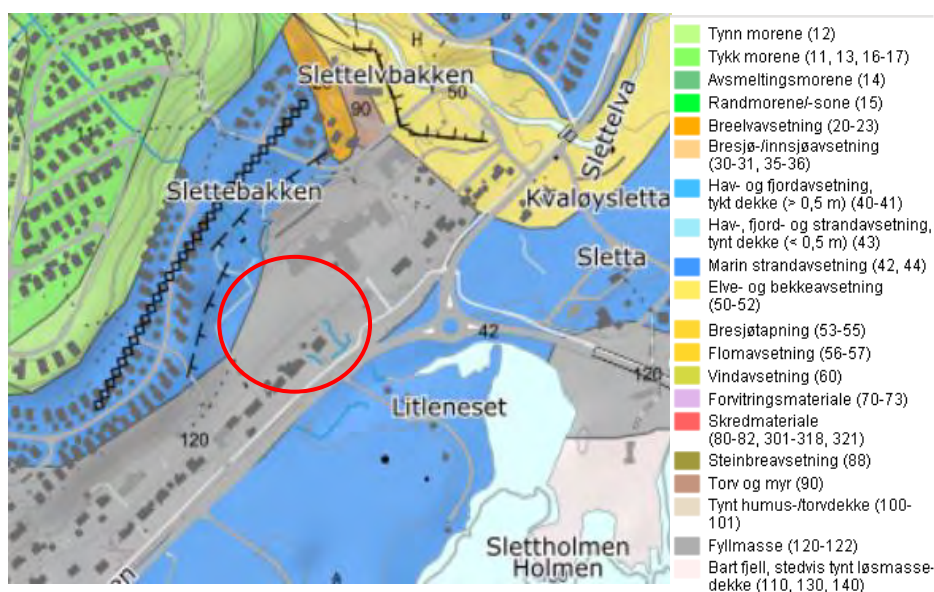 H
Slettelvbakken
50
90
Slettelva
Slettebakken
Kvaløysletta
Sletta
42
120
Litleneset
120
Slettholmen
Holmen
en
A
Tynn morene (12)
Tykk morene (11, 13, 16-17)
Avsmeltingsmorene (14)
Randmorene/-sone (15)
Breelvavsetning (20-23)
Bresjø-/innsjøavsetning
(30-31, 35-36)
Hav- og fjordavsetning,
tykt dekke (> 0,5 m) (40-41)
Hav-, fjord- og strandavsetning,
tynt dekke (< 0,5 m) (43)
Marin strandavsetning (42, 44)
Elve- og bekkeavsetning
(50-52)
Bresjøtapning (53-55)
Flomavsetning (56-57)
Vindavsetning (60)
Forvitringsmateriale (70-73)
Skredmateriale
(80-82, 301-318, 321)
Steinbreavsetning (88)
Torv og myr (90)
Tynt humus-/torvdekke (100-
101)
Fyllmasse (120-122)
Bart fjell, stedvis tynt løsmasse-
dekke (110, 130, 140)